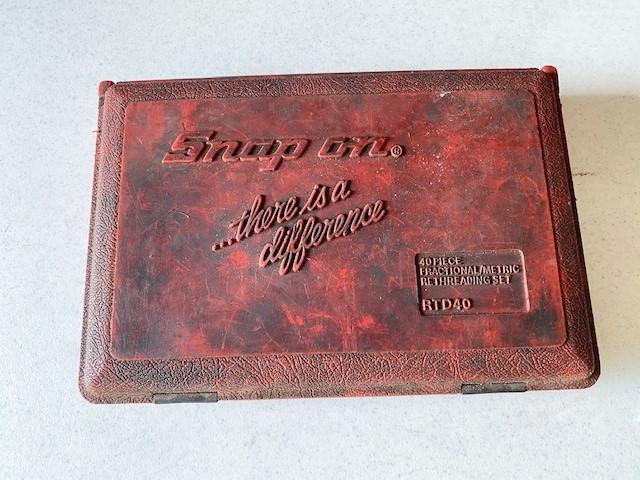 Snap on®
...there is a
difference
40 PIECE
FRACTIONAL/METRIC
RETHREADING SET
RTD40